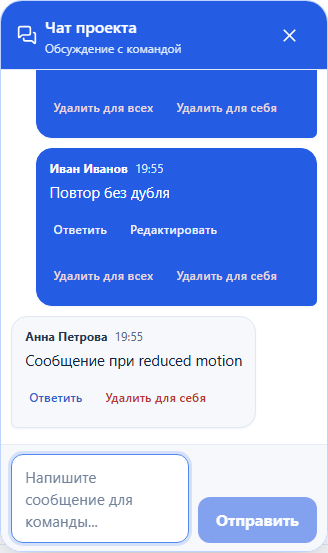 Чат проекта
Обсуждение с командой
Удалить для всех Удалить для себя
Иван Иванов 19:55
Повтор без дубля
Ответить Редактировать
Удалить для всех Удалить для себя
Анна Петрова 19:55
Сообщение при reduced motion
Ответить Удалить для себя
Напишите
сообщение для
команды...
Отправить